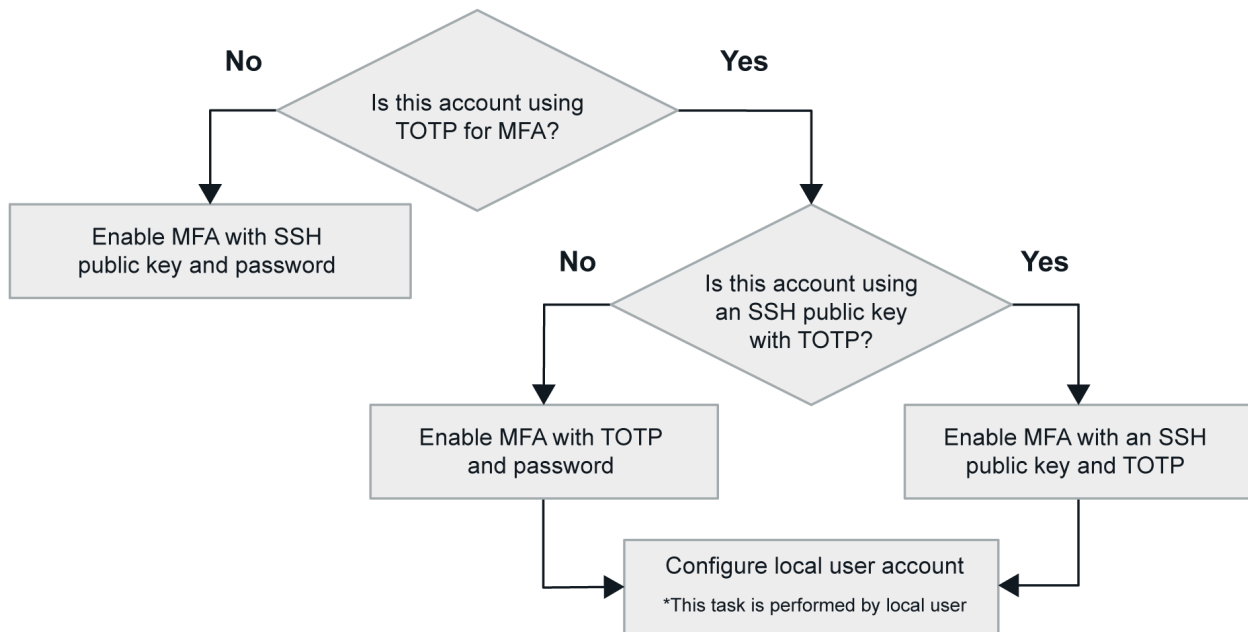 No
Yes
Is this account using
TOTP for MFA?
Enable MFA with SSH
public key and password
No
Yes
Is this account using
an SSH public key
with TOTP?
Enable MFA with TOTP
and password
Enable MFA with an SSH
public key and TOTP
Configure local user account
*This task is performed by local user